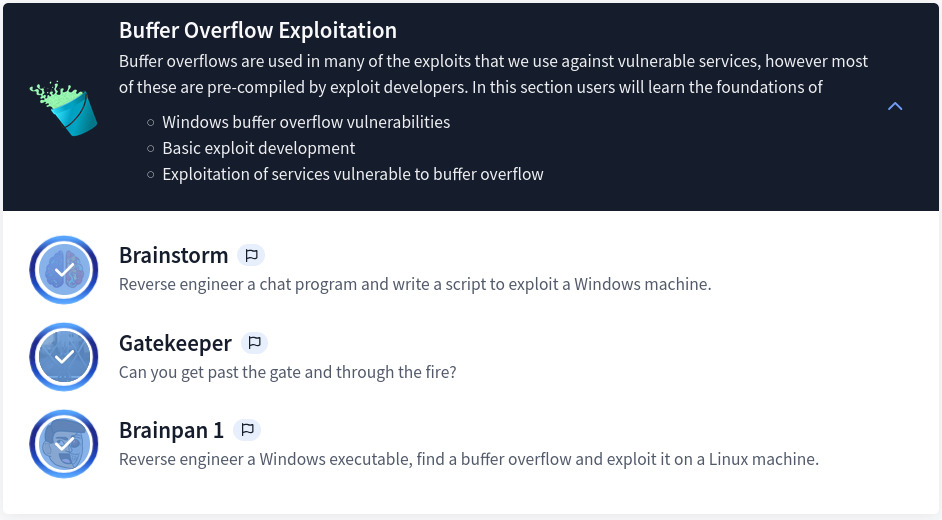 Buffer Overflow Exploitation
Buffer overflows are used in many of the exploits that we use against vulnerable services, however most
of these are pre-compiled by exploit developers. In this section users will learn the foundations of
Windows buffer overflow vulnerabilities
Basic exploit development
Exploitation of services vulnerable to buffer overflow
Brainstorm
Reverse engineer a chat program and write a script to exploit a Windows machine.
Gatekeeper
Can you get past the gate and through the fire?
Brainpan 1
Reverse engineer a Windows executable, find a buffer overflow and exploit it on a Linux machine.